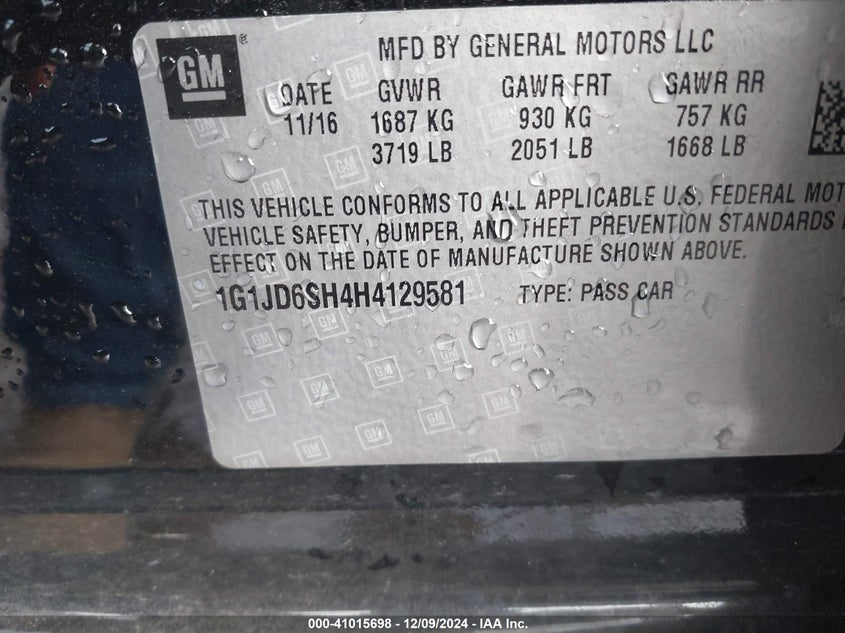 GM
MFD BY GENERAL MOTORS LLC
DATE GVWR GAWR FRT GAWR RR
11/16 1687 KG 930 KG 757 KG
3719 LB 2051 LB 1668 LB
THIS VEHICLE CONFORMS TO ALL APPLICABLE U.S. FEDERAL MOT
VEHICLE SAFETY, BUMPER, AND THEFT PREVENTION STANDARDS
EFFECT ON THE DATE OF MANUFACTURE SHOWN ABOVE.
1G1JD6SH4H4129581 TYPE: PASS CAR
000-41015698 - 12/09/2024 - IAA Inc.